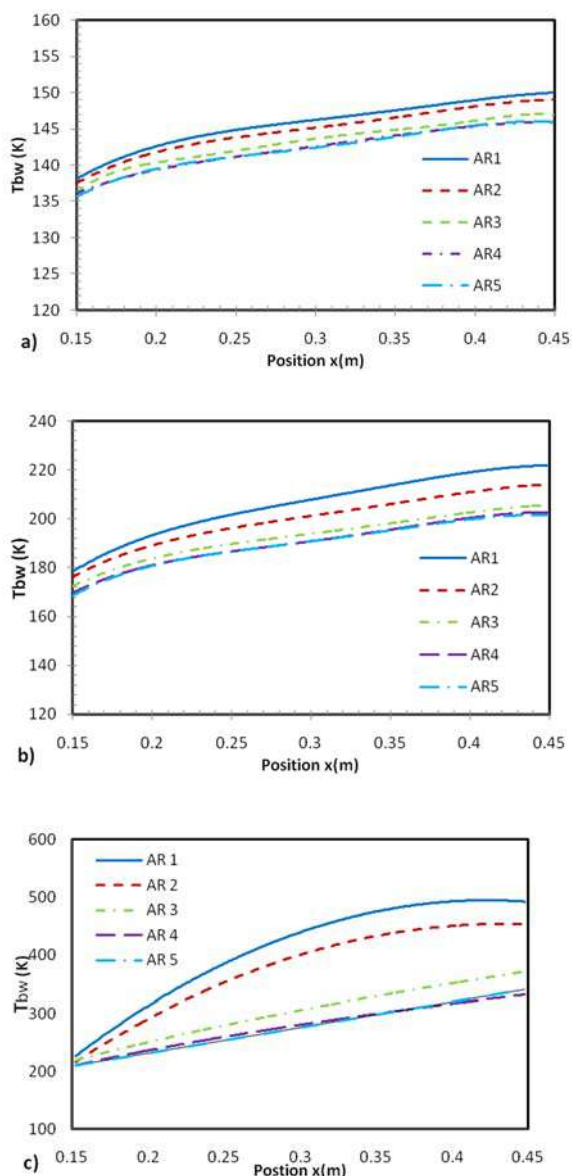 160
155
150
145
140
135
130
125
120
Tbw (K)
AR1
AR2
AR3
AR4
AR5
0.15 0.2 0.25 0.3 0.35 0.4 0.45
a)
Position x(m)
240
220
200
180
160
140
120
Tbw (K)
AR1
AR2
AR3
AR4
AR5
0.15 0.2 0.25 0.3 0.35 0.4 0.45
b)
Position x(m)
600
500
400
300
200
100
Tbw (K)
AR 1
AR 2
AR 3
AR 4
AR 5
0.15 0.2 0.25 0.3 0.35 0.4 0.45
c)
Position x(m)